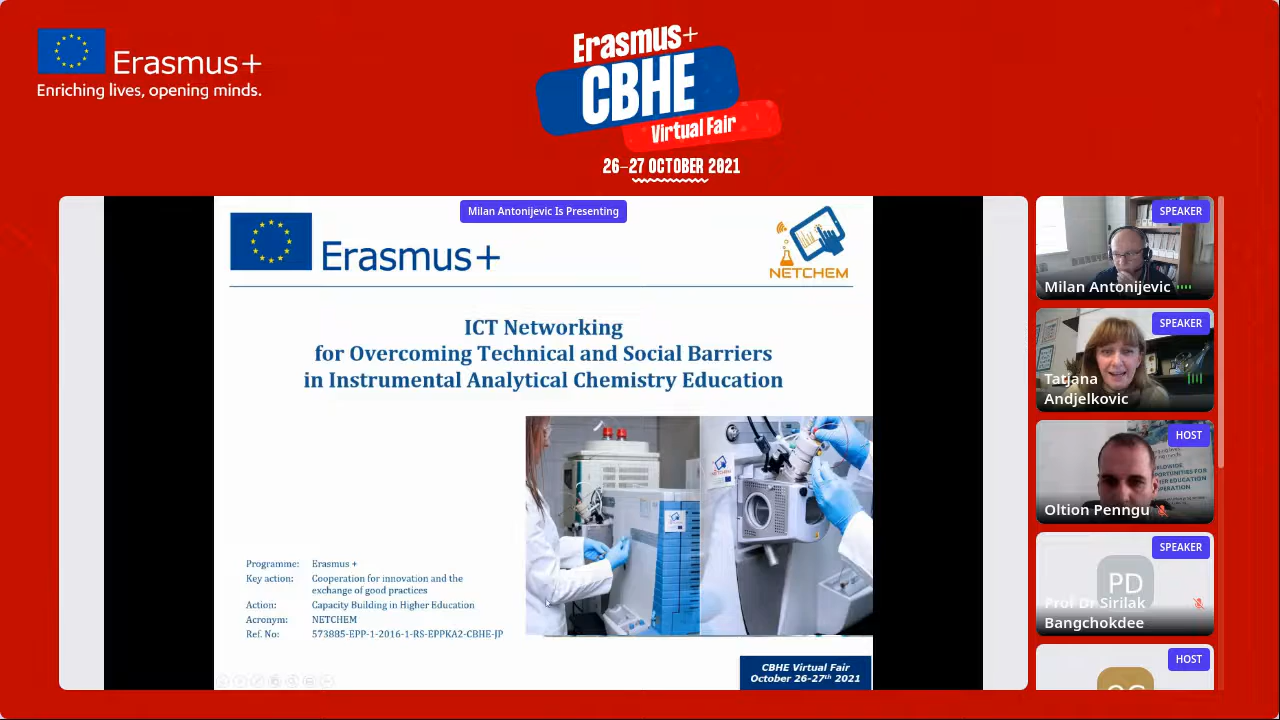 Erasmus+
Enriching lives, opening minds.
Erasmus+
CBHE
Virtual Fair
26–27 OCTOBER 2021
Milan Antonijevic Is Presenting
Erasmus+
NETCHEM
ICT Networking
for Overcoming Technical and Social Barriers
in Instrumental Analytical Chemistry Education
NETCHEM
Programme: Erasmus +
Key action: Cooperation for innovation and the
exchange of good practices
Action: Capacity Building in Higher Education
Acronym: NETCHEM
Ref. No: 573885-EPP-1-2016-1-RS-EPPKA2-CBHE-JP
CBHE Virtual Fair
October 26-27th 2021
SPEAKER
Milan Antonijevic
SPEAKER
Tatjana
Andjelkovic
HOST
Oltion Penngu
SPEAKER
PD
Prof Dr Sirilak
Bangchokdee
HOST